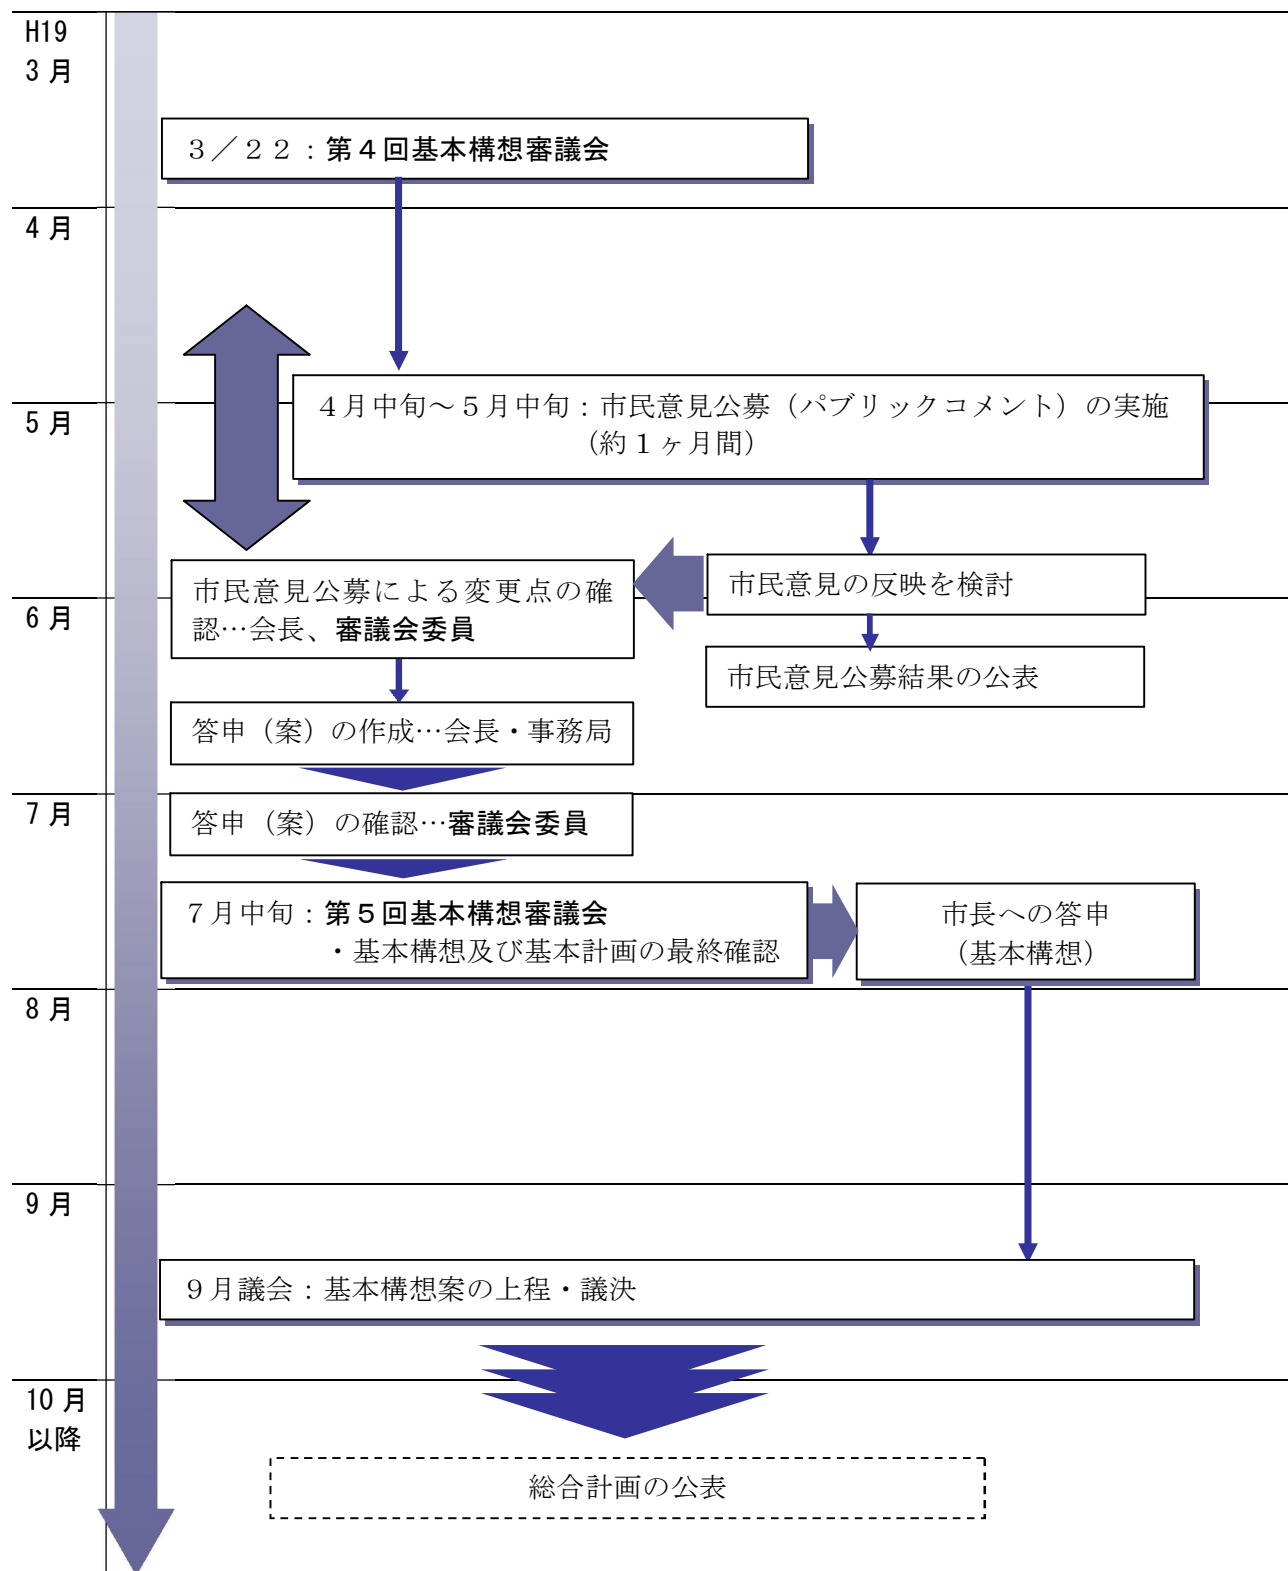 H19
3月
３／２２：第４回基本構想審議会
4月
４月中旬～５月中旬：市民意見公募（パブリックコメント）の実施
（約１ヶ月間）
5月
市民意見公募による変更点の確
認…会長、審議会委員
市民意見の反映を検討
6月
市民意見公募結果の公表
答申（案）の作成…会長・事務局
7月
答申（案）の確認…審議会委員
７月中旬：第５回基本構想審議会
・基本構想及び基本計画の最終確認
市長への答申
（基本構想）
8月
9月
９月議会：基本構想案の上程・議決
10月
以降
総合計画の公表